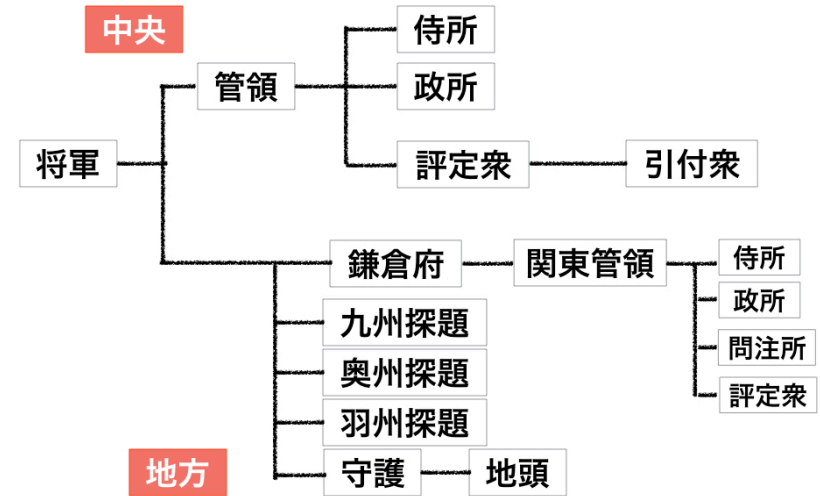 中央
侍所
管領
政所
将軍
評定衆
引付衆
鎌倉府
関東管領
侍所
政所
問注所
評定衆
九州探題
奥州探題
羽州探題
地方
守護
地頭